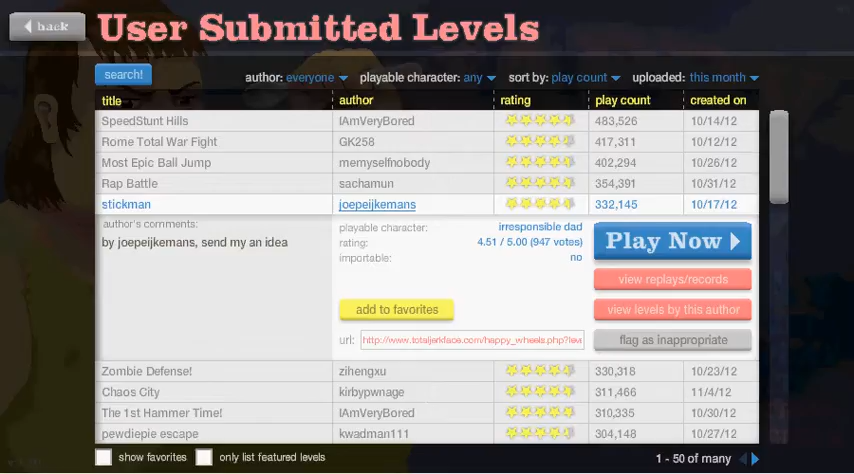 back
User Submitted Levels
search!
author: everyone playable character: any sort by: play count uploaded: this month
title author rating play count created on
SpeedStunt Hills IAmVeryBored 483,526 10/14/12
Rome Total War Fight GK258 417,311 10/12/12
Most Epic Ball Jump memyselfnobody 402,294 10/26/12
Rap Battle sachamun 354,391 10/31/12
stickman joepeijkemans 332,145 10/17/12
author's comments:
by joepeijkemans, send my an idea
playable character: irresponsible dad
rating: 4.51 / 5.00 (947 votes)
importable: no
Play Now
view replays/records
add to favorites
view levels by this author
url: http://www.totaljerkface.com/happy_wheels.php?lev
flag as inappropriate
Zombie Defense! zihengxu 330,318 10/23/12
Chaos City kirbypwnage 311,466 11/4/12
The 1st Hammer Time! IAmVeryBored 310,335 10/30/12
pewdiepie escape kwadman111 304,148 10/27/12
show favorites only list featured levels
1 - 50 of many